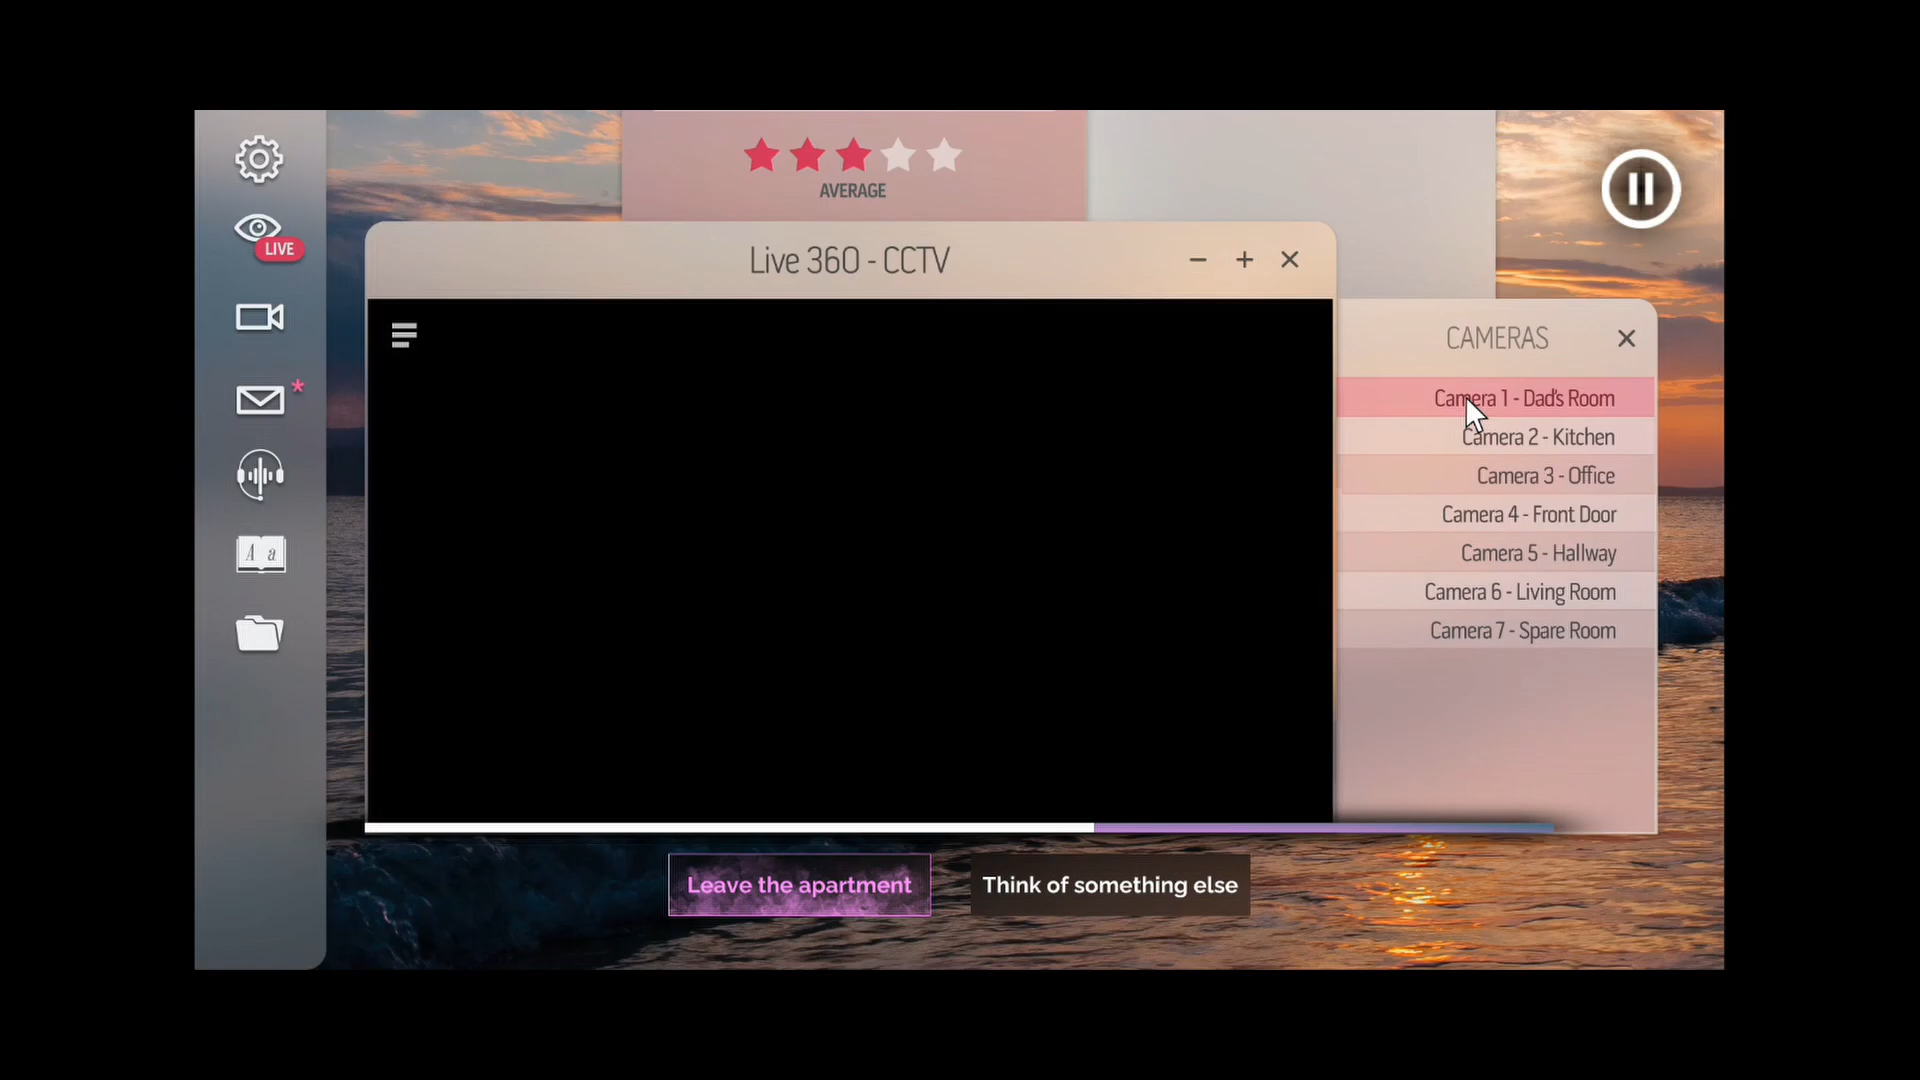 AVERAGE
LIVE
Live 360 - CCTV
CAMERAS
Camera 1 - Dad's Room
Camera 2 - Kitchen
Camera 3 - Office
Camera 4 - Front Door
Camera 5 - Hallway
Camera 6 - Living Room
Camera 7 - Spare Room
A a
Leave the apartment
Think of something else